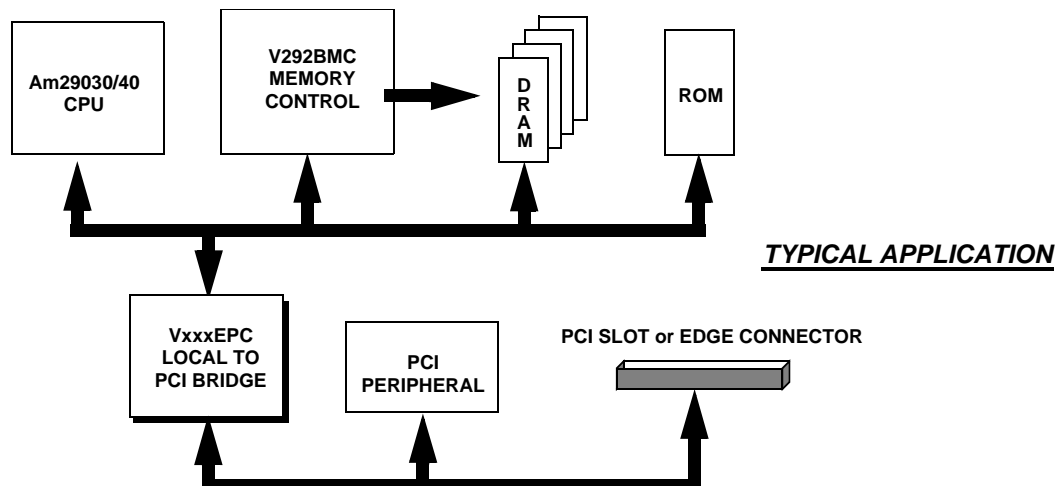 Am29030/40
CPU
V292BMC
MEMORY
CONTROL
D
R
A
M
ROM
TYPICAL APPLICATION
VxxxEPC
LOCAL TO
PCI BRIDGE
PCI
PERIPHERAL
PCI SLOT or EDGE CONNECTOR